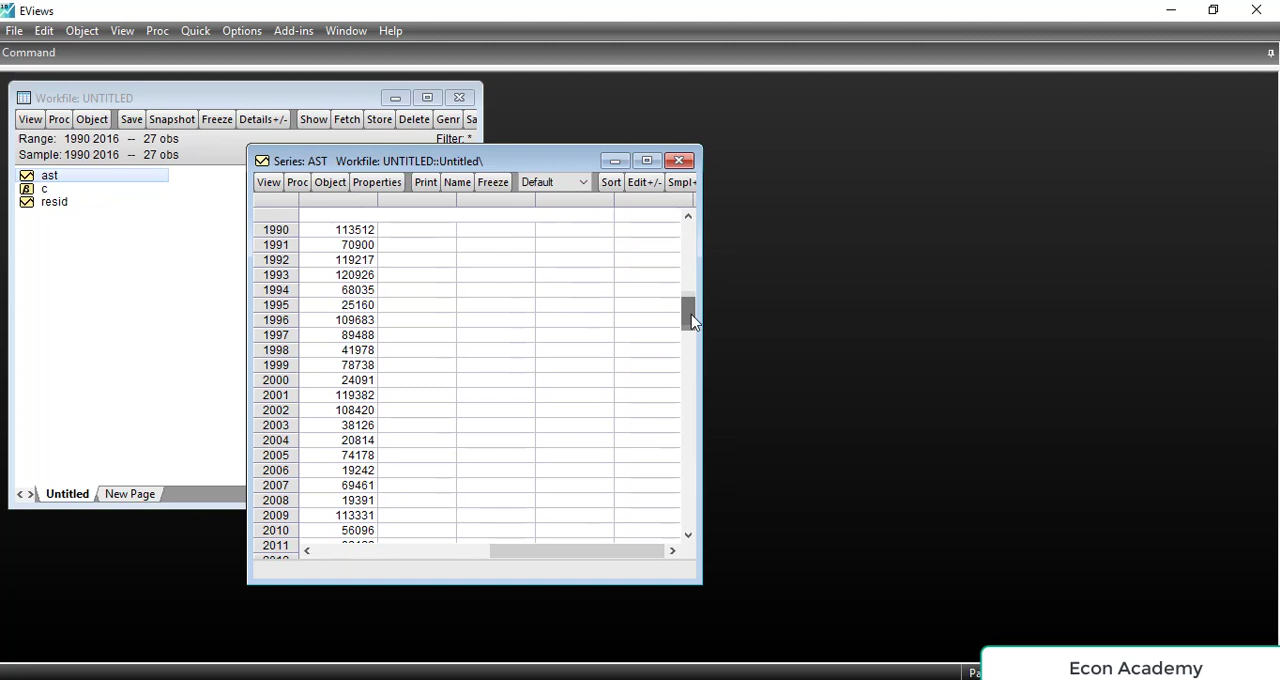 EViews
File Edit Object View Proc Quick Options Add-ins Window Help
Command
Workfile: UNTITLED
View Proc Object Save Snapshot Freeze Details+/- Show Fetch Store Delete Genr Sa
Range: 1990 2016 -- 27 obs Filter: *
Sample: 1990 2016 -- 27 obs
ast
c
resid
Untitled New Page
Series: AST Workfile: UNTITLED::Untitled\
View Proc Object Properties Print Name Freeze Default Sort Edit+/- Smpl+
1990 113512
1991 70900
1992 119217
1993 120926
1994 68035
1995 25160
1996 109683
1997 89488
1998 41978
1999 78738
2000 24091
2001 119382
2002 108420
2003 38126
2004 20814
2005 74178
2006 19242
2007 69461
2008 19391
2009 113331
2010 56096
2011
Pa
Econ Academy